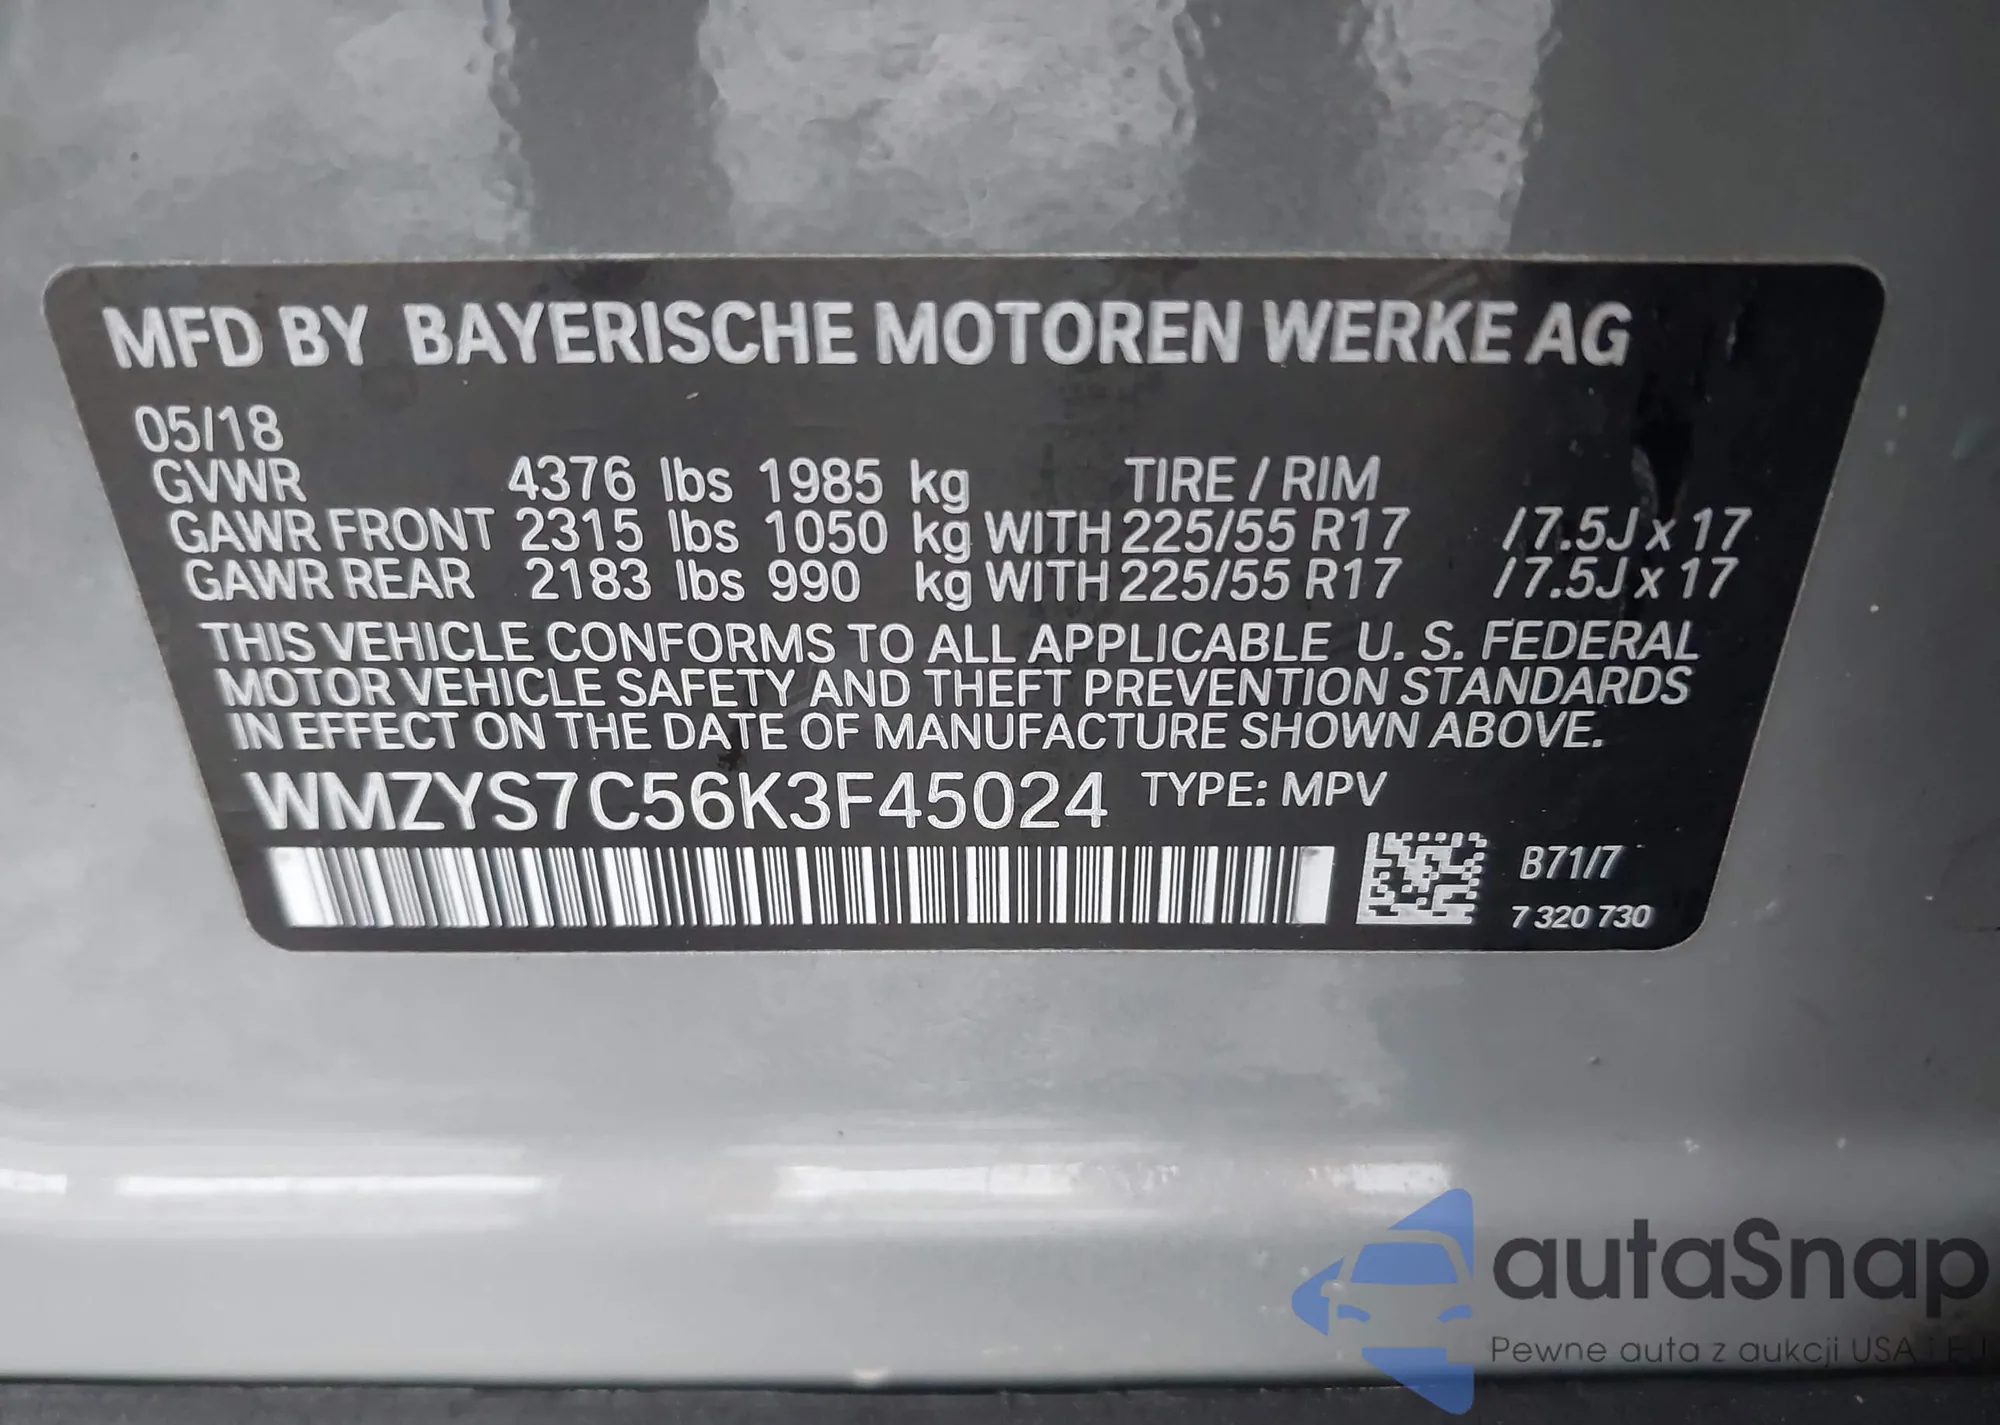 MFD BY BAYERISCHE MOTOREN WERKE AG
05/18
GVWR 4376 lbs 1985 kg TIRE / RIM
GAWR FRONT 2315 lbs 1050 kg WITH 225/55 R17 /7.5J x 17
GAWR REAR 2183 lbs 990 kg WITH 225/55 R17 /7.5J x 17
THIS VEHICLE CONFORMS TO ALL APPLICABLE U. S. FEDERAL
MOTOR VEHICLE SAFETY AND THEFT PREVENTION STANDARDS
IN EFFECT ON THE DATE OF MANUFACTURE SHOWN ABOVE.
WMZYS7C56K3F45024 TYPE: MPV
B71/7
7 320 730
autaSnap
Pewne auta z aukcji USA i EU